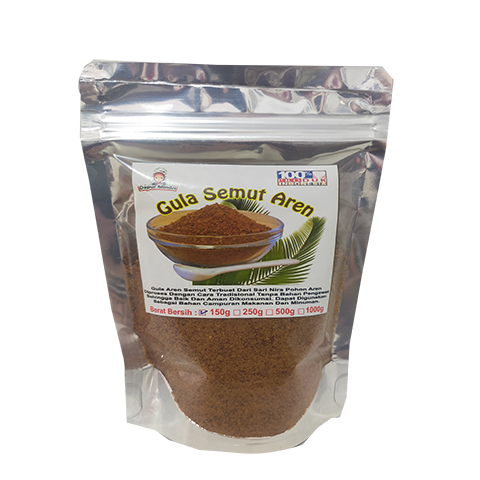 100%
INDONESIA
Gula Semut Aren
Gula Aren Semut Terbuat Dari Sari Nira Pohon Aren
Diproses Dengan Cara Tradisional Tanpa Bahan Pengawet
Sehingga Baik Dan Aman Dikonsumsi. Dapat Digunakan
Sebagai Bahan Campuran Makanan Dan Minuman.
Berat Bersih : 150g 250g 500g 1000g